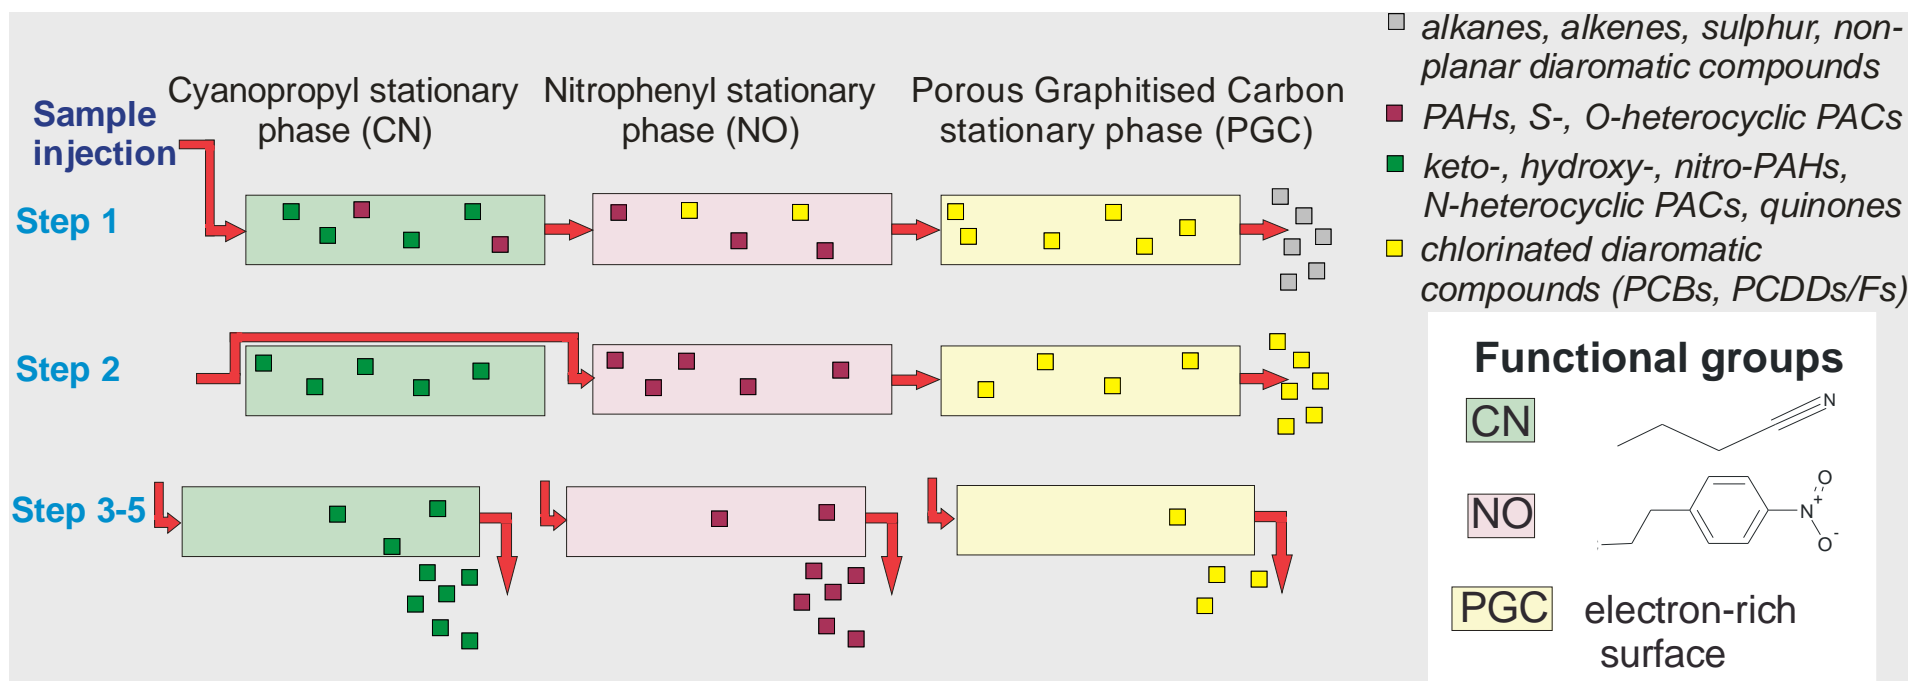 Sample
injection
Cyanopropyl stationary
phase (CN)
Nitrophenyl stationary
phase (NO)
Porous Graphitised Carbon
stationary phase (PGC)
Step 1
Step 2
Step 3-5
alkanes, alkenes, sulphur, non-
planar diaromatic compounds
PAHs, S-, O-heterocyclic PACs
keto-, hydroxy-, nitro-PAHs,
N-heterocyclic PACs, quinones
chlorinated diaromatic
compounds (PCBs, PCDDs/Fs)
Functional groups
CN
N
NO
O
N+
O-
PGC
electron-rich
surface